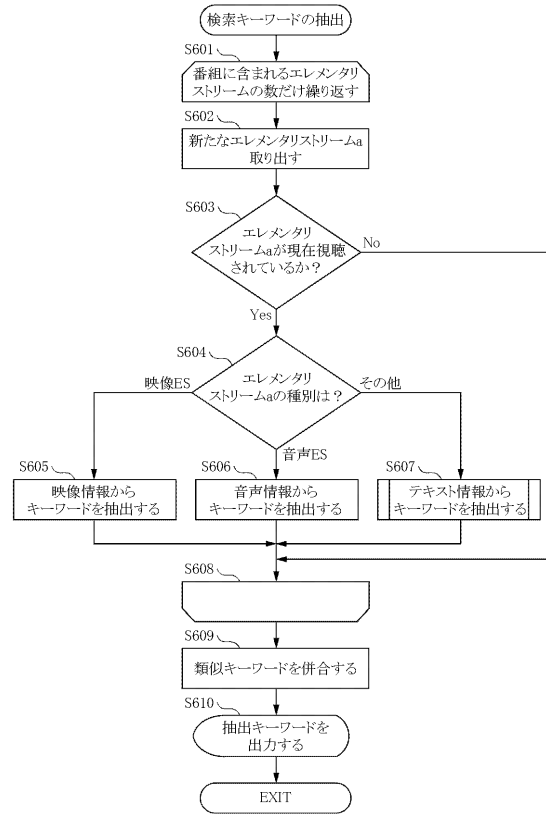 検索キーワードの抽出
S601
番組に含まれるエレメンタリ
ストリームの数だけ繰り返す
S602
新たなエレメンタリストリームa
取り出す
S603
エレメンタリ
ストリームaが現在視聴
されているか？
No
Yes
S604
エレメンタリ
ストリームaの種別は？
映像ES
その他
音声ES
S605
映像情報から
キーワードを抽出する
S606
音声情報から
キーワードを抽出する
S607
テキスト情報から
キーワードを抽出する
S608
S609
類似キーワードを併合する
S610
抽出キーワードを
出力する
EXIT